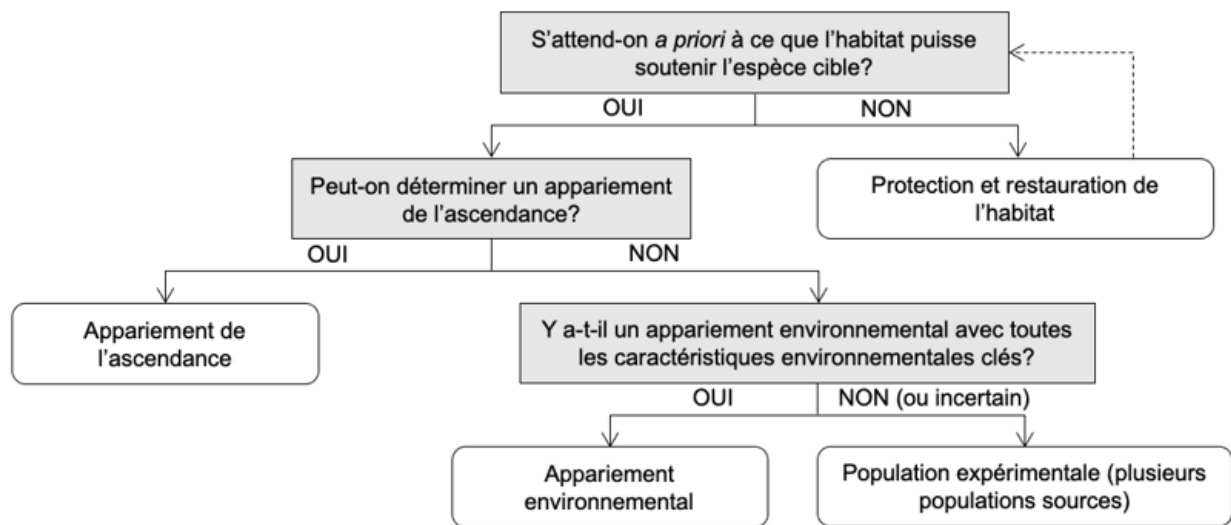 S'attend-on a priori à ce que l'habitat puisse
soutenir l'espèce cible?
OUI
NON
Peut-on déterminer un appariement
de l'ascendance?
Protection et restauration de
l'habitat
OUI
NON
Appariement de
l'ascendance
Y a-t-il un appariement environnemental avec toutes
les caractéristiques environnementales clés?
OUI
NON (ou incertain)
Appariement
environnemental
Population expérimentale (plusieurs
populations sources)